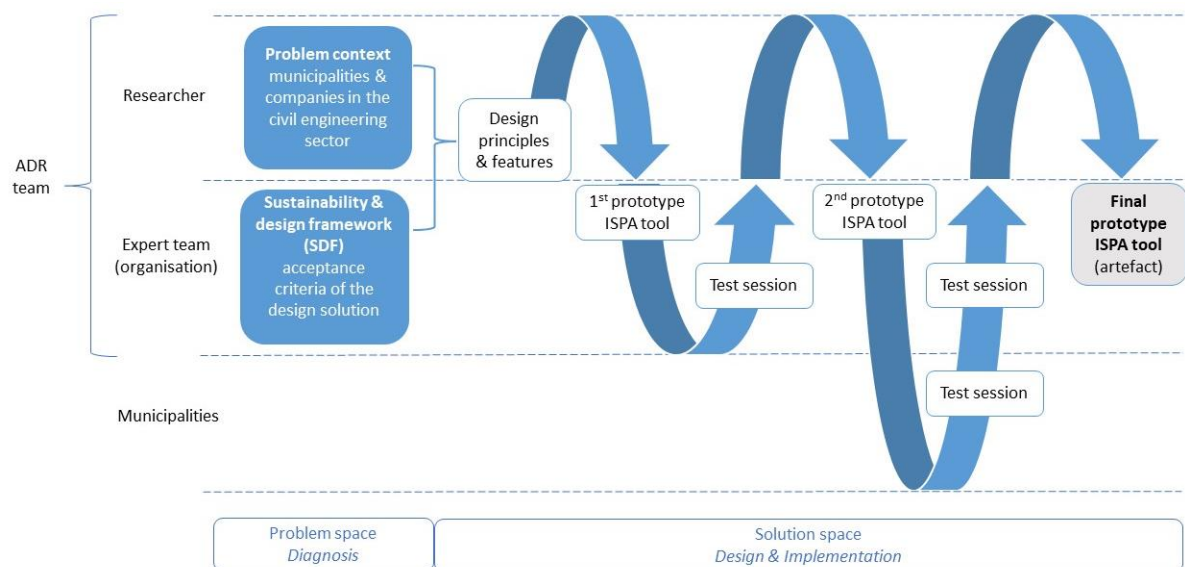 ADR
team
Researcher
Expert team
(organisation)
Municipalities
Problem context
municipalities &
companies in the
civil engineering
sector
Sustainability &
design framework
(SDF)
acceptance
criteria of the
design solution
Design
principles
& features
1st prototype
ISPA tool
Test session
2nd prototype
ISPA tool
Test session
Test session
Final
prototype
ISPA tool
(artefact)
Problem space
Diagnosis
Solution space
Design & Implementation